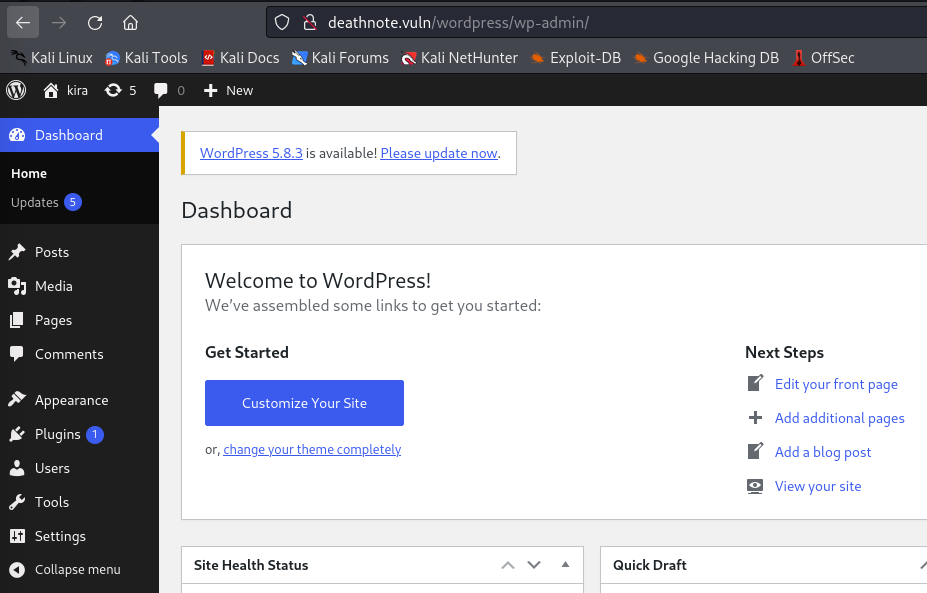 deathnote.vuln/wordpress/wp-admin/
Kali Linux Kali Tools Kali Docs Kali Forums Kali NetHunter Exploit-DB Google Hacking DB OffSec
kira 5 0 New
Dashboard
Home
Updates 5
Posts
Media
Pages
Comments
Appearance
Plugins 1
Users
Tools
Settings
Collapse menu
WordPress 5.8.3 is available! Please update now.
Dashboard
Welcome to WordPress!
We've assembled some links to get you started:
Get Started
Customize Your Site
or, change your theme completely
Next Steps
Edit your front page
Add additional pages
Add a blog post
View your site
Site Health Status
Quick Draft